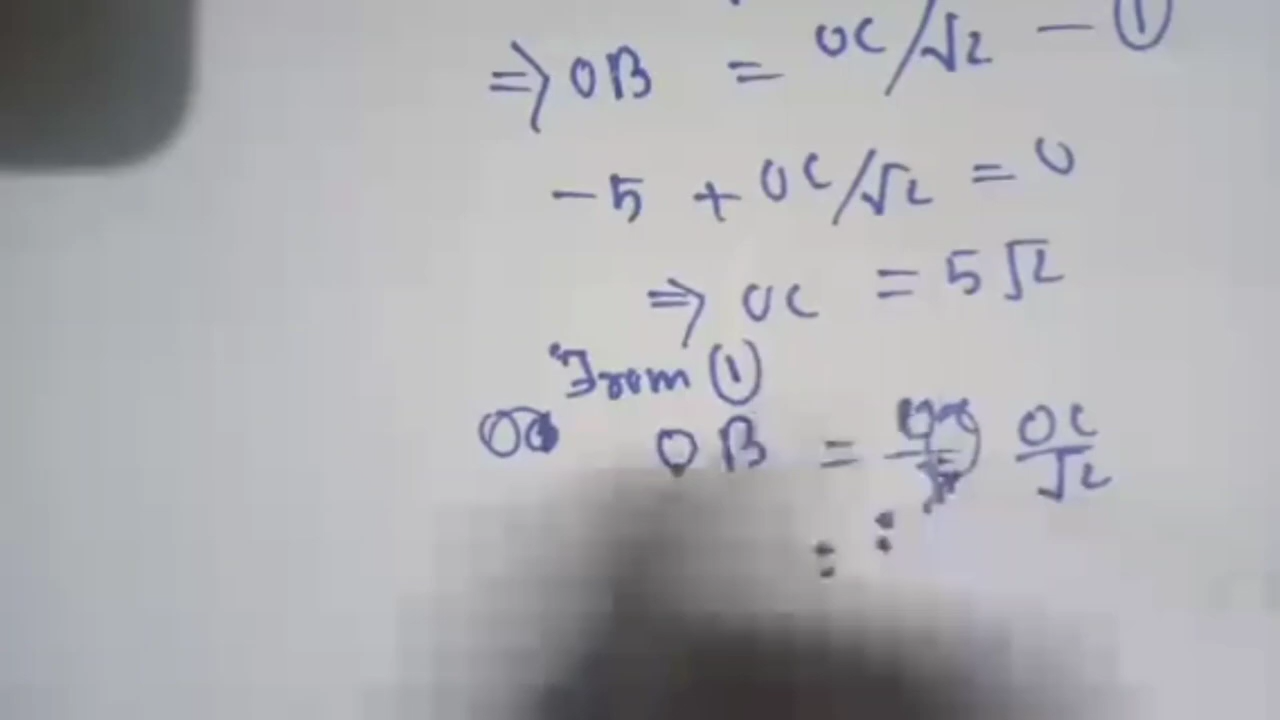 ⇒ OB = OC/√2 — ①
-5 + OC/√2 = 0
⇒ OC = 5√2
From ①
OB = OC/√2